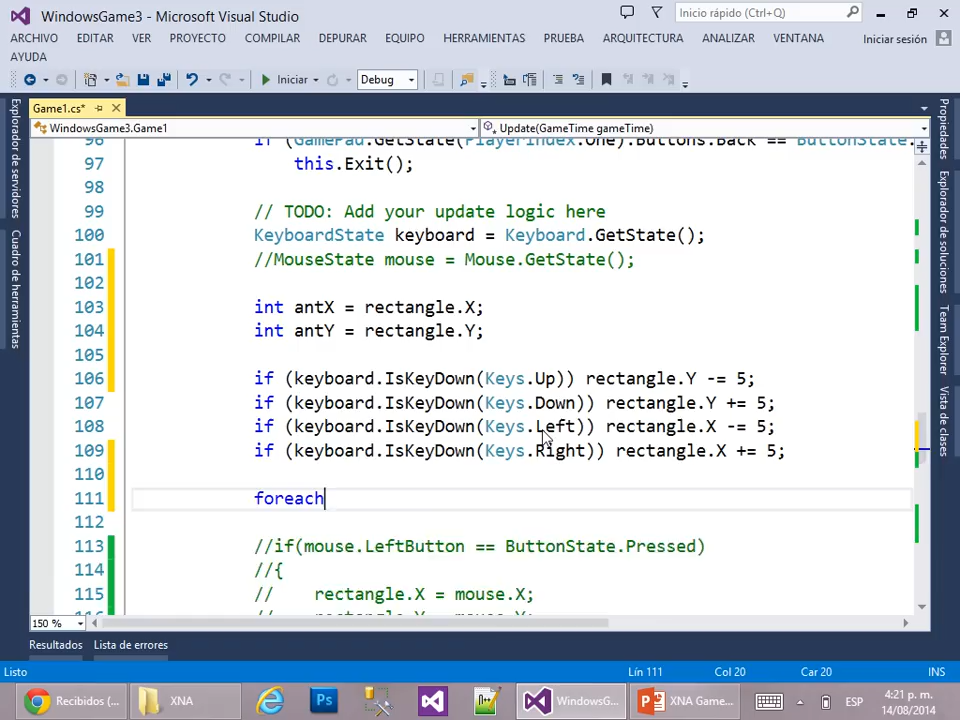 WindowsGame3 - Microsoft Visual Studio
Inicio rápido (Ctrl+Q)
ARCHIVO EDITAR VER PROYECTO COMPILAR DEPURAR EQUIPO HERRAMIENTAS PRUEBA ARQUITECTURA ANALIZAR VENTANA
Iniciar sesión
AYUDA
Iniciar
Debug
Game1.cs*
WindowsGame3.Game1
Update(GameTime gameTime)
96 if (GamePad.GetState(PlayerIndex.One).Buttons.Back == ButtonState.
97 this.Exit();
98
99 // TODO: Add your update logic here
100 KeyboardState keyboard = Keyboard.GetState();
101 //MouseState mouse = Mouse.GetState();
102
103 int antX = rectangle.X;
104 int antY = rectangle.Y;
105
106 if (keyboard.IsKeyDown(Keys.Up)) rectangle.Y -= 5;
107 if (keyboard.IsKeyDown(Keys.Down)) rectangle.Y += 5;
108 if (keyboard.IsKeyDown(Keys.Left)) rectangle.X -= 5;
109 if (keyboard.IsKeyDown(Keys.Right)) rectangle.X += 5;
110
111 foreach
112
113 //if(mouse.LeftButton == ButtonState.Pressed)
114 //{
115 // rectangle.X = mouse.X;
116 // rectangle.Y = mouse.Y;
Explorador de servidores
Cuadro de herramientas
Propiedades
Explorador de soluciones
Team Explorer
Vista de clases
150 %
Resultados Lista de errores
Listo
Lín 111
Col 20
Car 20
INS
Recibidos (...
XNA
Ps
WindowsG...
XNA Game...
ESP
4:21 p. m.
14/08/2014